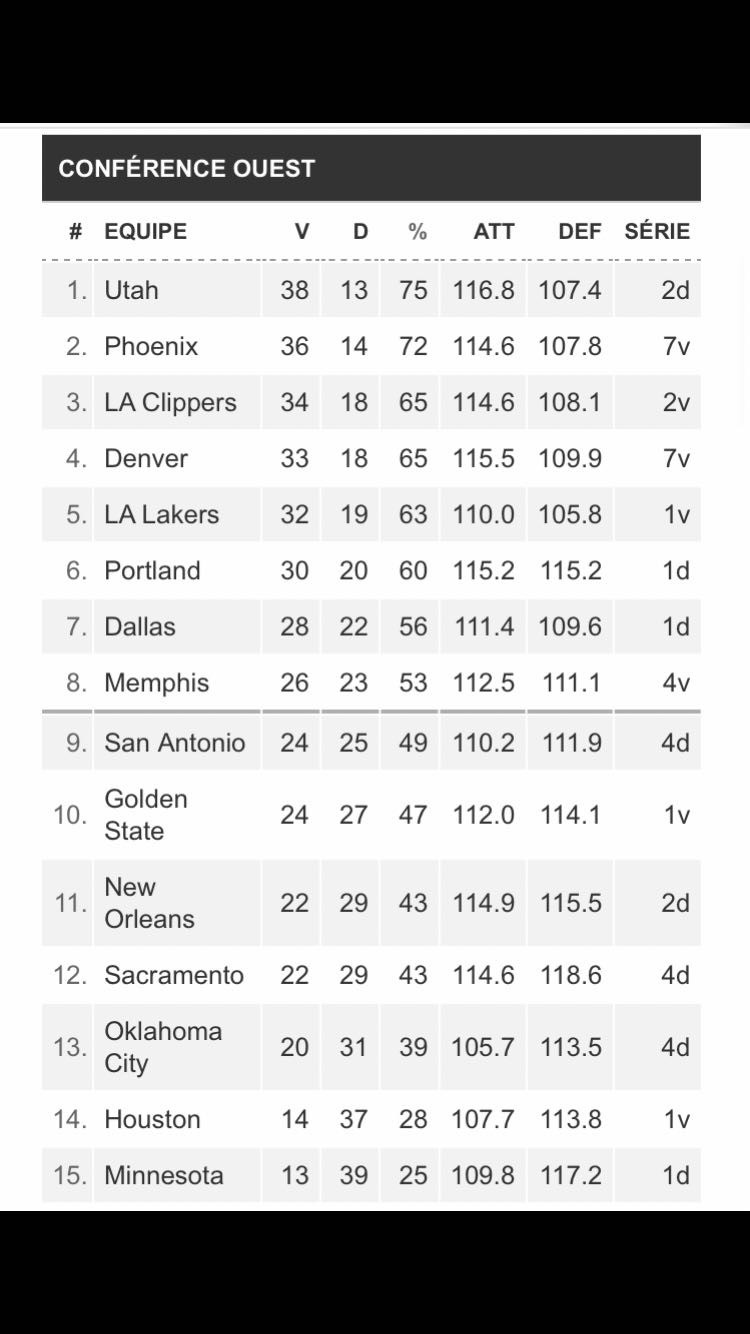 CONFÉRENCE OUEST
# EQUIPE V D % ATT DEF SÉRIE
1. Utah 38 13 75 116.8 107.4 2d
2. Phoenix 36 14 72 114.6 107.8 7v
3. LA Clippers 34 18 65 114.6 108.1 2v
4. Denver 33 18 65 115.5 109.9 7v
5. LA Lakers 32 19 63 110.0 105.8 1v
6. Portland 30 20 60 115.2 115.2 1d
7. Dallas 28 22 56 111.4 109.6 1d
8. Memphis 26 23 53 112.5 111.1 4v
9. San Antonio 24 25 49 110.2 111.9 4d
10. Golden State 24 27 47 112.0 114.1 1v
11. New Orleans 22 29 43 114.9 115.5 2d
12. Sacramento 22 29 43 114.6 118.6 4d
13. Oklahoma City 20 31 39 105.7 113.5 4d
14. Houston 14 37 28 107.7 113.8 1v
15. Minnesota 13 39 25 109.8 117.2 1d